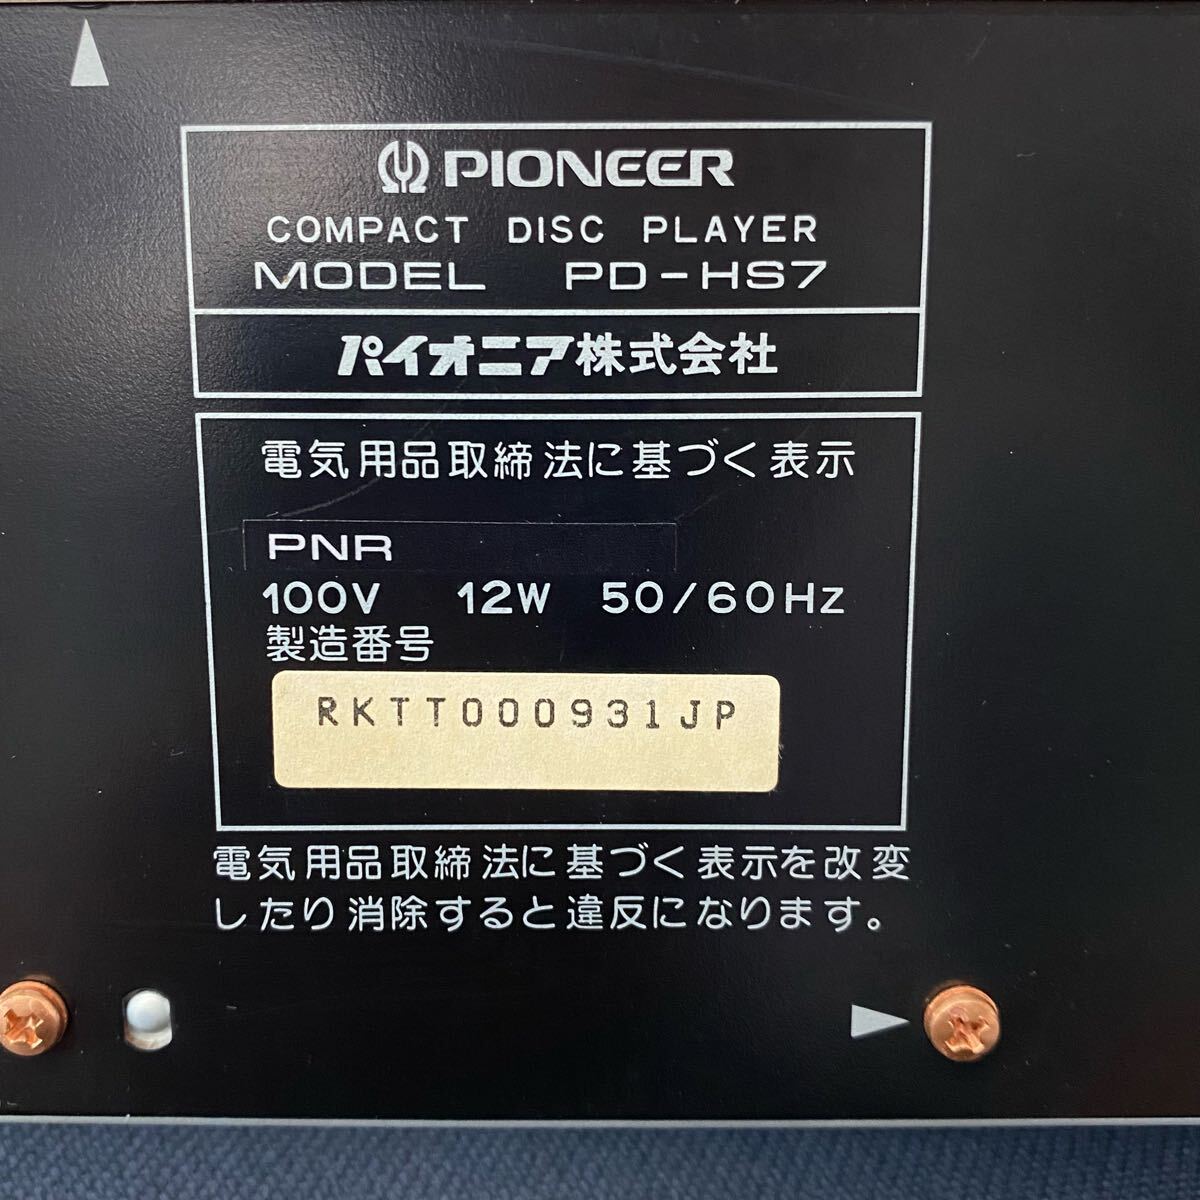 PIONEER
COMPACT DISC PLAYER
MODEL PD-HS7
パイオニア株式会社
電気用品取締法に基づく表示
PNR
100V 12W 50/60Hz
製造番号
RKTT000931JP
電気用品取締法に基づく表示を改変
したり消除すると違反になります。